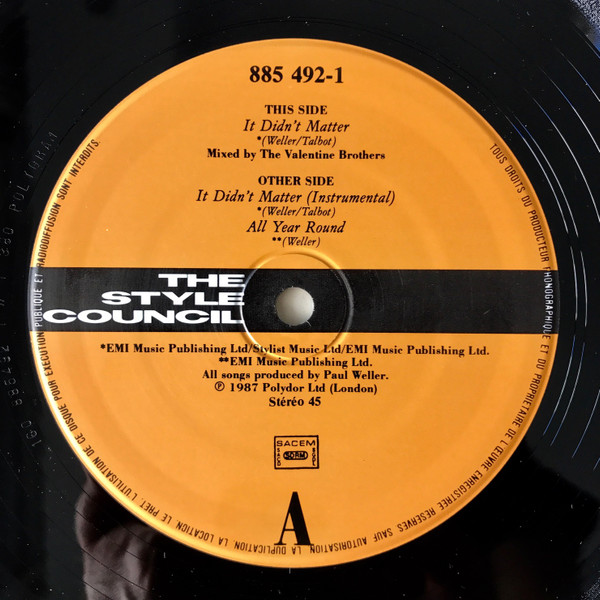 885 492-1
THIS SIDE
It Didn't Matter
*(Weller/Talbot)
Mixed by The Valentine Brothers
OTHER SIDE
It Didn't Matter (Instrumental)
*(Weller/Talbot)
All Year Round
**(Weller)
THE
STYLE
COUNCIL
*EMI Music Publishing Ltd/Stylist Music Ltd/EMI Music Publishing Ltd.
**EMI Music Publishing Ltd.
All songs produced by Paul Weller.
℗ 1987 Polydor Ltd (London)
Stéréo 45
SACEM
SACD
SDRM
SGDL
A
TOUS DROITS DU PRODUCTEUR PHONOGRAPHIQUE ET DU PROPRIETAIRE DE L'ŒUVRE ENREGISTREE RESERVES. SAUF AUTORISATION LA DUPLICATION, LA LOCATION, LE PRET, L'UTILISATION DE CE DISQUE POUR EXECUTION PUBLIQUE ET RADIODIFFUSION SONT INTERDITS.